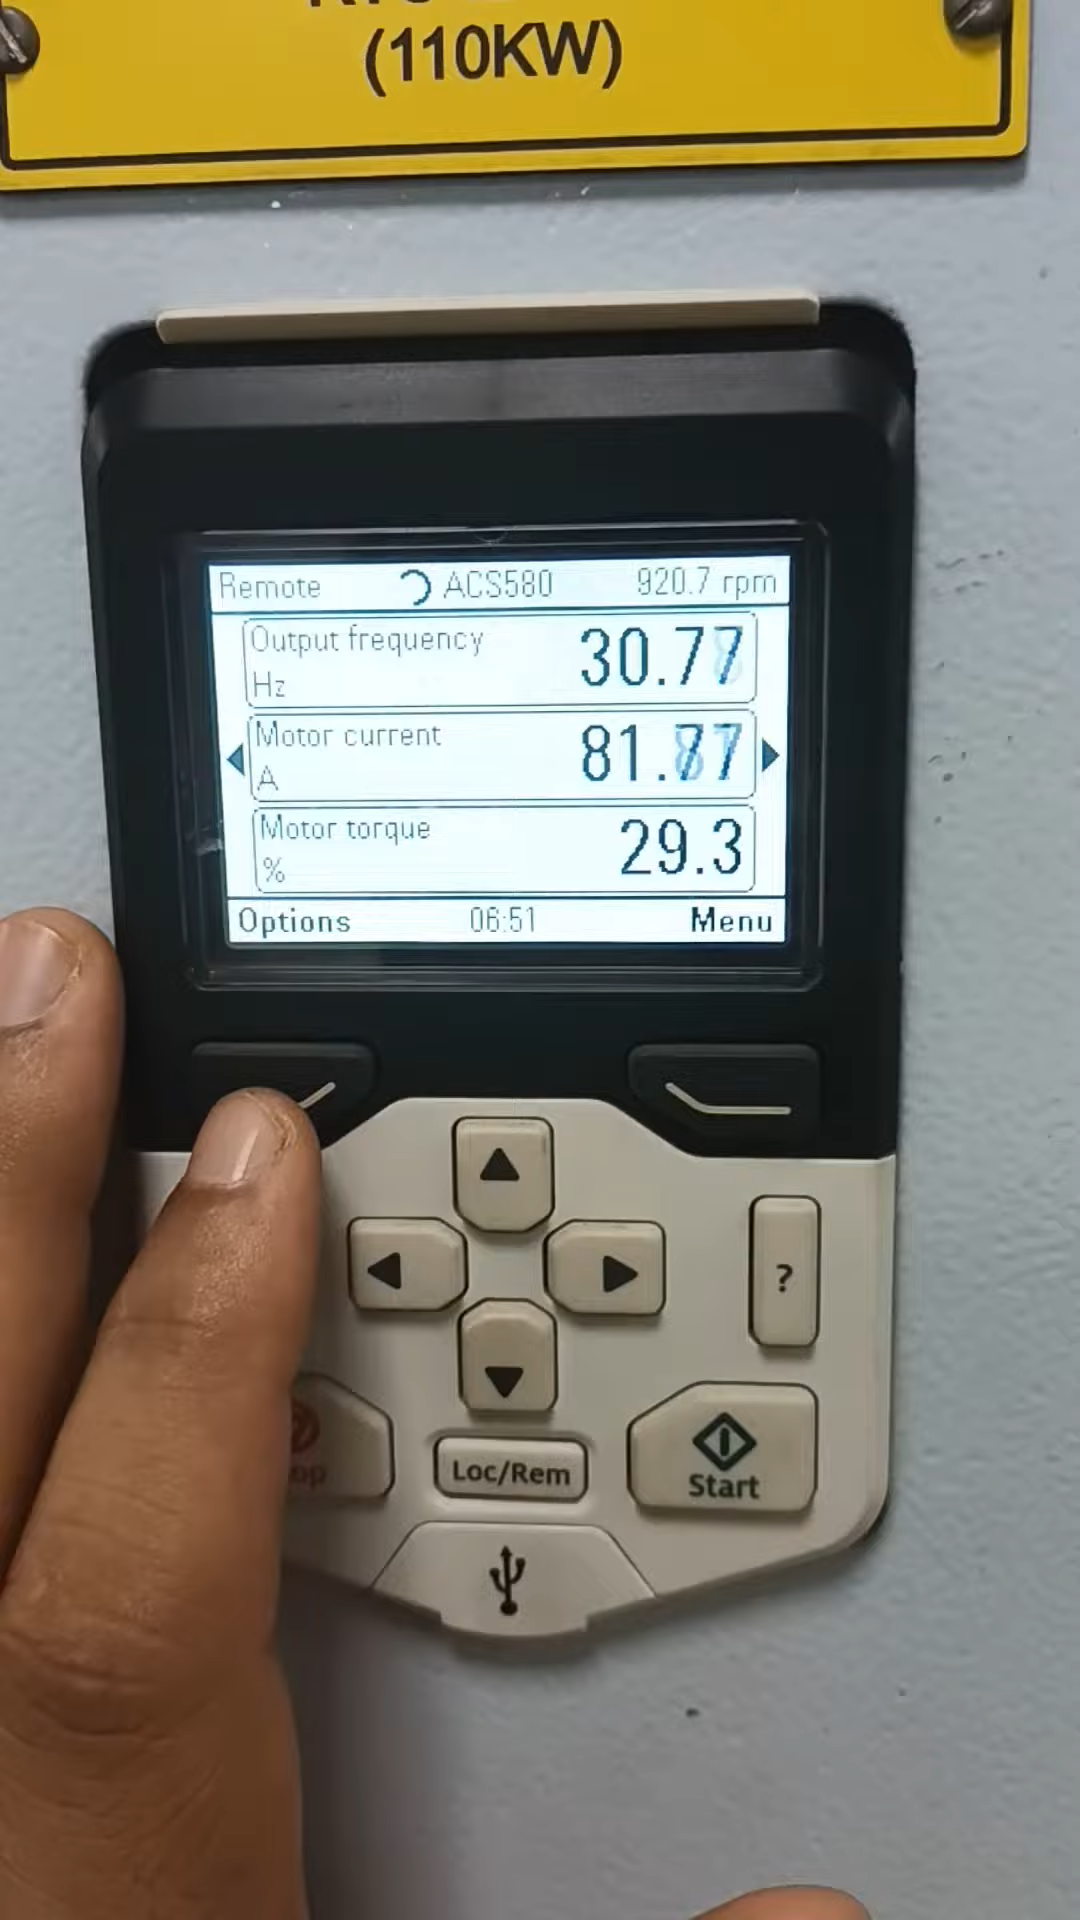 (110KW)
Remote ACS580 920.7 rpm
Output frequency
Hz
30.77
Motor current
A
81.77
Motor torque
%
29.3
Options 06:51 Menu
?
Loc/Rem
Start